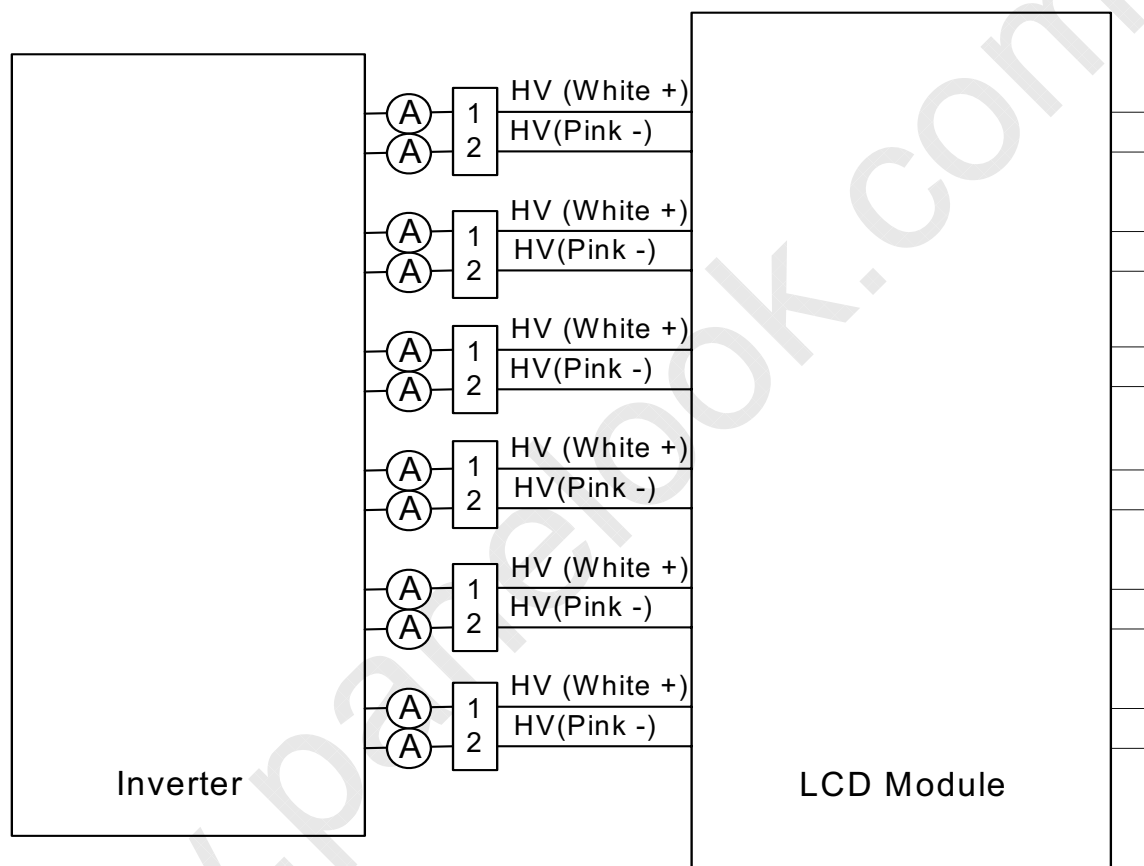 HV (White +)
A 1
HV(Pink -)
A 2
HV (White +)
A 1
HV(Pink -)
A 2
HV (White +)
A 1
HV(Pink -)
A 2
HV (White +)
A 1
HV(Pink -)
A 2
HV (White +)
A 1
HV(Pink -)
A 2
HV (White +)
A 1
HV(Pink -)
A 2
Inverter
LCD Module
.panelook.com